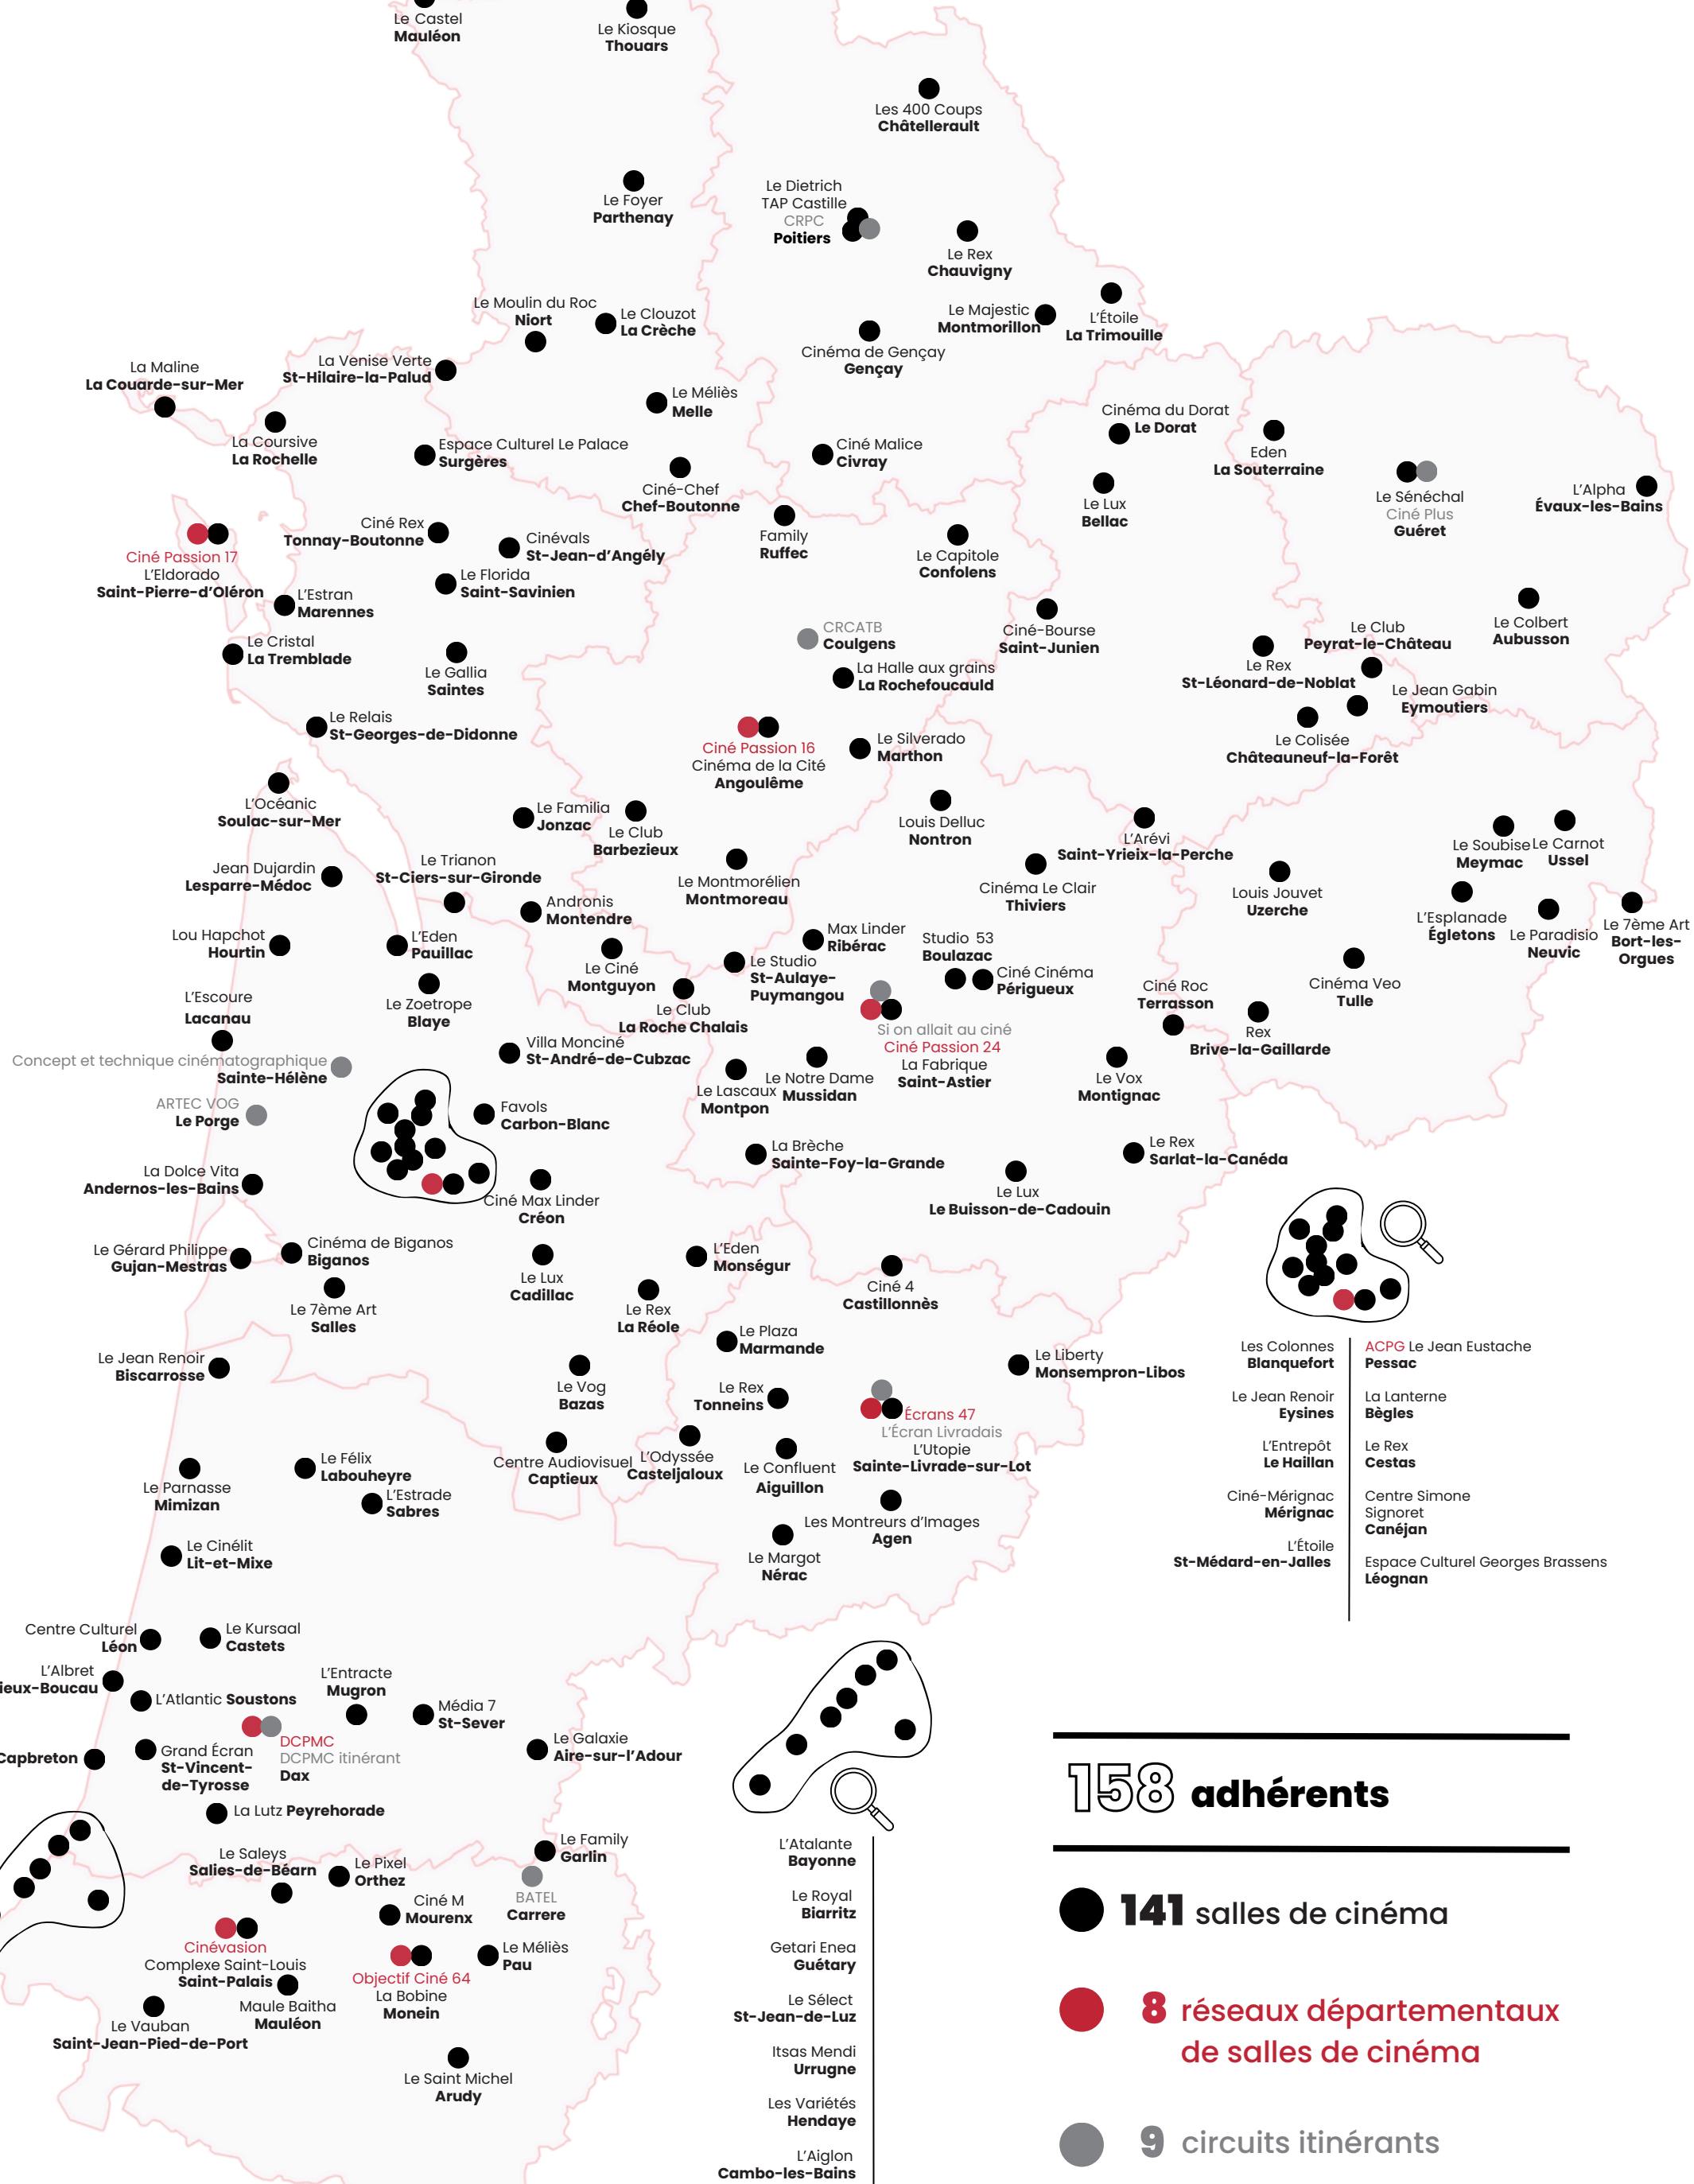 Le Castel
Mauléon
Le Kiosque
Thouars
Les 400 Coups
Châtellerault
Le Foyer
Parthenay
Le Dietrich
TAP Castille
CRPC
Poitiers
Le Rex
Chauvigny
Le Moulin du Roc
Niort
Le Clouzot
La Crèche
Le Majestic
Montmorillon
L’Étoile
La Trimouille
Cinéma de Gençay
Gençay
La Maline
La Couarde-sur-Mer
La Venise Verte
St-Hilaire-la-Palud
Le Méliès
Melle
La Coursive
La Rochelle
Espace Culturel Le Palace
Surgères
Ciné Malice
Civray
Cinéma du Dorat
Le Dorat
Eden
La Souterraine
Ciné-Chef
Chef-Boutonne
Le Lux
Bellac
Le Sénéchal
Ciné Plus
Guéret
L’Alpha
Évaux-les-Bains
Ciné Rex
Tonnay-Boutonne
Cinévals
St-Jean-d’Angély
Family
Ruffec
Le Capitole
Confolens
Ciné Passion 17
L’Eldorado
Saint-Pierre-d’Oléron
Le Florida
Saint-Savinien
L’Estran
Marennes
Le Cristal
La Tremblade
Le Gallia
Saintes
CRCATB
Coulgens
Ciné-Bourse
Saint-Junien
Le Club
Peyrat-le-Château
Le Colbert
Aubusson
La Halle aux grains
La Rochefoucauld
Le Rex
St-Léonard-de-Noblat
Le Jean Gabin
Eymoutiers
Le Relais
St-Georges-de-Didonne
Ciné Passion 16
Cinéma de la Cité
Angoulême
Le Silverado
Marthon
Le Colisée
Châteauneuf-la-Forêt
L’Océanic
Soulac-sur-Mer
Le Familia
Jonzac
Le Club
Barbezieux
Louis Delluc
Nontron
L’Arévi
Saint-Yrieix-la-Perche
Le Soubise
Meymac
Le Carnot
Ussel
Jean Dujardin
Lesparre-Médoc
Le Trianon
St-Ciers-sur-Gironde
Le Montmorélien
Montmoreau
Cinéma Le Clair
Thiviers
Louis Jouvet
Uzerche
Andronis
Montendre
L’Esplanade
Égletons
Le Paradisio
Neuvic
Le 7ème Art
Bort-les-
Orgues
Lou Hapchot
Hourtin
L’Eden
Pauillac
Max Linder
Ribérac
Studio 53
Boulazac
Le Ciné
Montguyon
Le Studio
St-Aulaye-
Puymangou
Ciné Cinéma
Périgueux
Ciné Roc
Terrasson
Cinéma Veo
Tulle
L’Escoure
Lacanau
Le Zoetrope
Blaye
Le Club
La Roche Chalais
Si on allait au ciné
Ciné Passion 24
La Fabrique
Saint-Astier
Rex
Brive-la-Gaillarde
Concept et technique cinématographique
Sainte-Hélène
Villa Monciné
St-André-de-Cubzac
Le Lascaux
Montpon
Le Notre Dame
Mussidan
Le Vox
Montignac
ARTEC VOG
Le Porge
Favols
Carbon-Blanc
La Brèche
Sainte-Foy-la-Grande
Le Rex
Sarlat-la-Canéda
La Dolce Vita
Andernos-les-Bains
Ciné Max Linder
Créon
Le Lux
Le Buisson-de-Cadouin
Le Gérard Philippe
Gujan-Mestras
Cinéma de Biganos
Biganos
L’Eden
Monségur
Le Lux
Cadillac
Ciné 4
Castillonnès
Le 7ème Art
Salles
Le Rex
La Réole
Le Plaza
Marmande
Le Jean Renoir
Biscarrosse
Le Vog
Bazas
Le Rex
Tonneins
Le Liberty
Monsempron-Libos
Écrans 47
L’Écran Livradais
L’Utopie
Sainte-Livrade-sur-Lot
Les Colonnes
Blanquefort
Le Jean Renoir
Eysines
L’Entrepôt
Le Haillan
Ciné-Mérignac
Mérignac
L’Étoile
St-Médard-en-Jalles
ACPG Le Jean Eustache
Pessac
La Lanterne
Bègles
Le Rex
Cestas
Centre Simone
Signoret
Canéjan
Espace Culturel Georges Brassens
Léognan
Le Parnasse
Mimizan
Le Félix
Labouheyre
L’Estrade
Sabres
Centre Audiovisuel
Captieux
L’Odyssée
Casteljaloux
Le Confluent
Aiguillon
Les Montreurs d’Images
Agen
Le Margot
Nérac
Le Cinélit
Lit-et-Mixe
Centre Culturel
Léon
Le Kursaal
Castets
L’Albret
ieux-Boucau
L’Atlantic Soustons
L’Entracte
Mugron
Média 7
St-Sever
Capbreton
Grand Écran
St-Vincent-
de-Tyrosse
DCPMC
DCPMC itinérant
Dax
Le Galaxie
Aire-sur-l’Adour
La Lutz Peyrehorade
Le Saleys
Salies-de-Béarn
Le Pixel
Orthez
Le Family
Garlin
BATEL
Carrere
Ciné M
Mourenx
Cinévasion
Complexe Saint-Louis
Saint-Palais
Objectif Ciné 64
La Bobine
Monein
Le Méliès
Pau
Maule Baitha
Mauléon
Le Vauban
Saint-Jean-Pied-de-Port
Le Saint Michel
Arudy
L’Atalante
Bayonne
Le Royal
Biarritz
Getari Enea
Guétary
Le Sélect
St-Jean-de-Luz
Itsas Mendi
Urrugne
Les Variétés
Hendaye
L’Aiglon
Cambo-les-Bains
158 adhérents
141 salles de cinéma
8 réseaux départementaux
de salles de cinéma
9 circuits itinérants